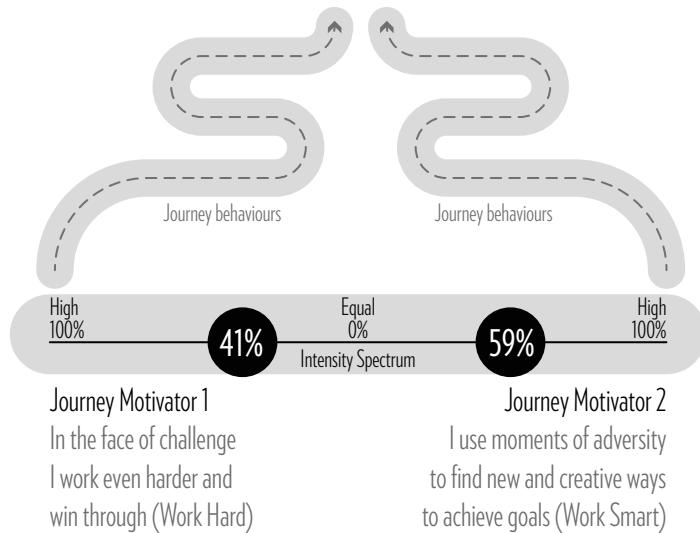 Journey behaviours
Journey behaviours
High
100%
Equal
0%
High
100%
41%
59%
Intensity Spectrum
Journey Motivator 1
In the face of challenge
I work even harder and
win through (Work Hard)
Journey Motivator 2
I use moments of adversity
to find new and creative ways
to achieve goals (Work Smart)